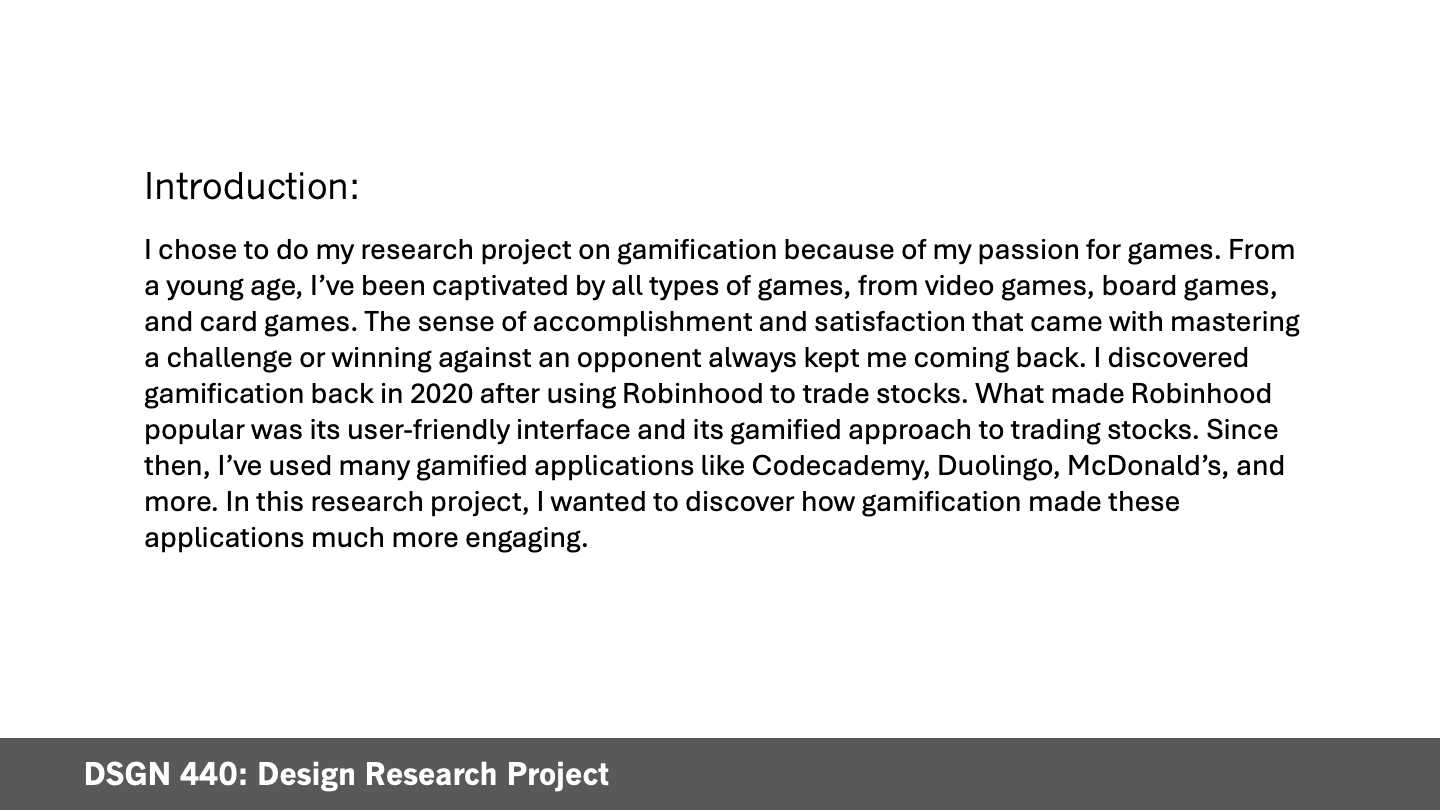 Introduction:
I chose to do my research project on gamification because of my passion for games. From
a young age, I’ve been captivated by all types of games, from video games, board games,
and card games. The sense of accomplishment and satisfaction that came with mastering
a challenge or winning against an opponent always kept me coming back. I discovered
gamification back in 2020 after using Robinhood to trade stocks. What made Robinhood
popular was its user-friendly interface and its gamified approach to trading stocks. Since
then, I’ve used many gamified applications like Codecademy, Duolingo, McDonald’s, and
more. In this research project, I wanted to discover how gamification made these
applications much more engaging.
DSGN 440: Design Research Project